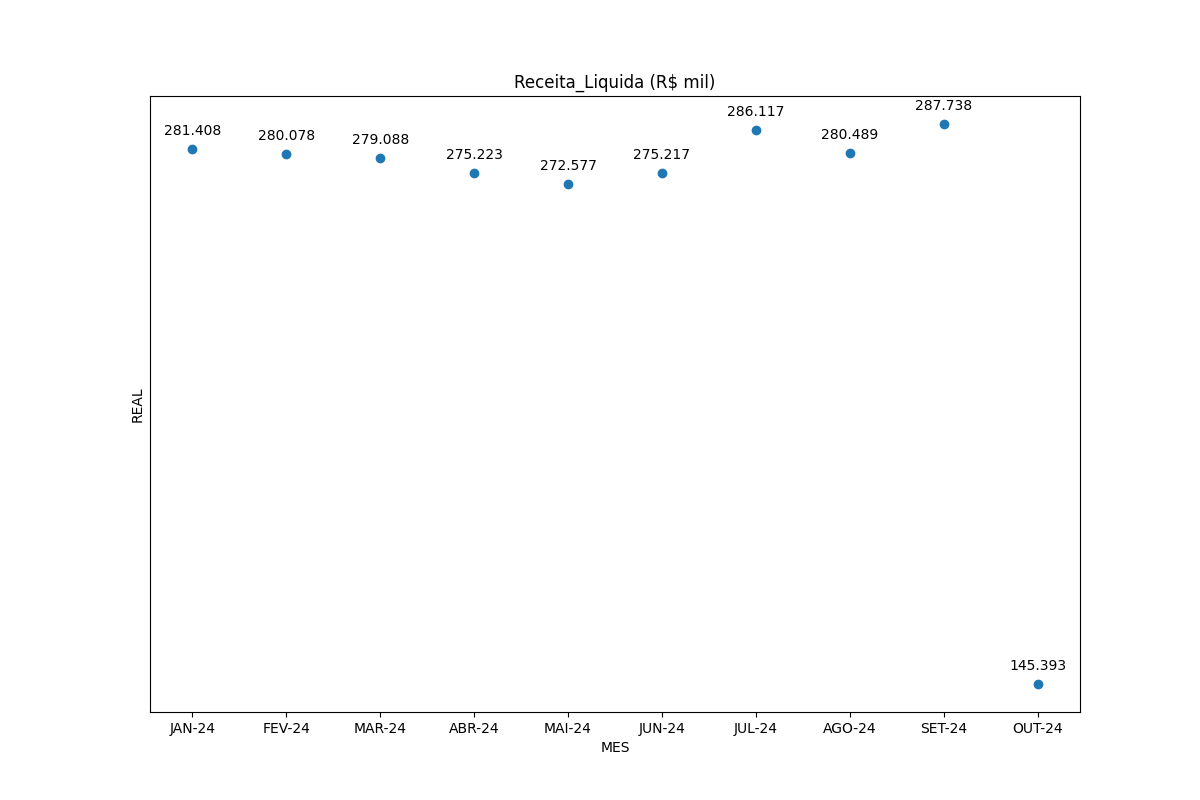 Receita_Liquida (R$ mil)
281.408
280.078
279.088
275.223
272.577
275.217
286.117
280.489
287.738
145.393
REAL
JAN-24 FEV-24 MAR-24 ABR-24 MAI-24 JUN-24 JUL-24 AGO-24 SET-24 OUT-24
MES